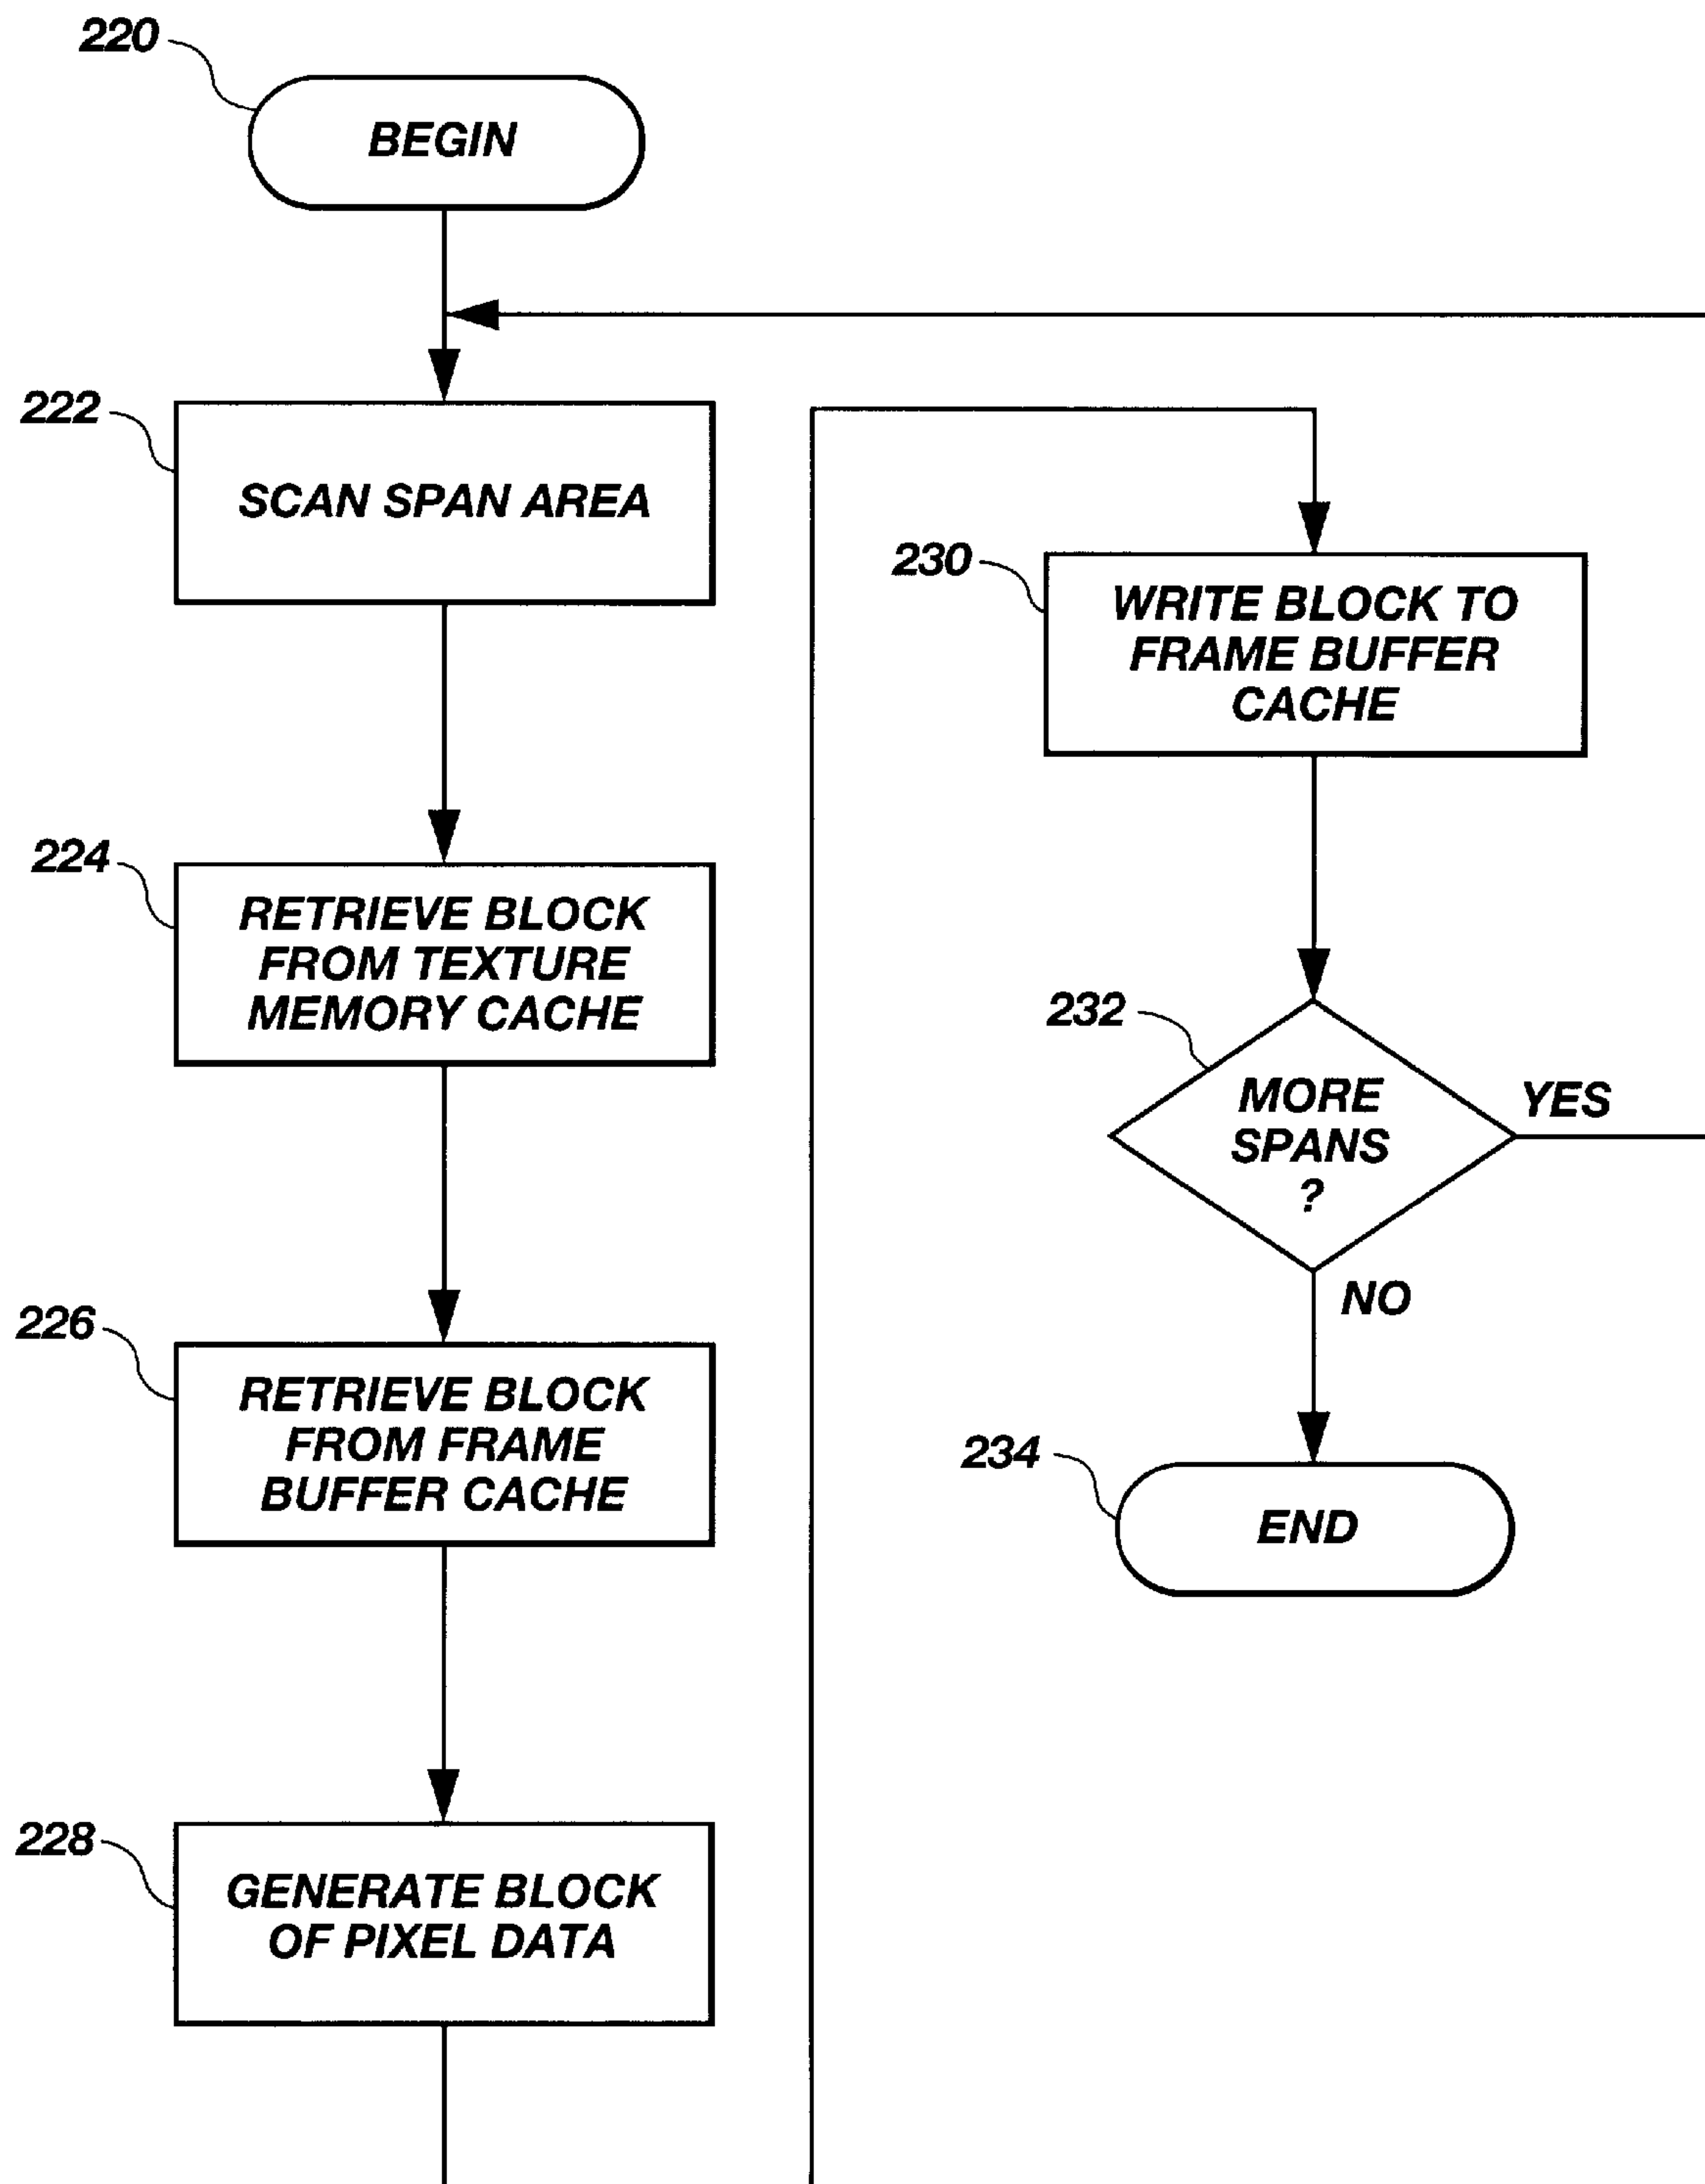 220
BEGIN
222
SCAN SPAN AREA
224
RETRIEVE BLOCK
FROM TEXTURE
MEMORY CACHE
226
RETRIEVE BLOCK
FROM FRAME
BUFFER CACHE
228
GENERATE BLOCK
OF PIXEL DATA
230
WRITE BLOCK TO
FRAME BUFFER
CACHE
232
MORE
SPANS
?
YES
NO
234
END